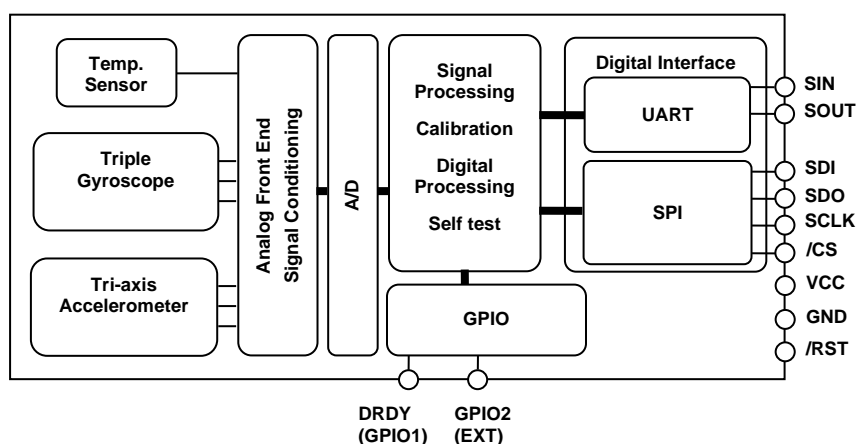 Temp.
Sensor
Triple
Gyroscope
Tri-axis
Accelerometer
Analog Front End
Signal Conditioning
A/D
Signal
Processing
Calibration
Digital
Processing
Self test
GPIO
Digital Interface
UART
SPI
SIN
SOUT
SDI
SDO
SCLK
/CS
VCC
GND
/RST
DRDY
(GPIO1)
GPIO2
(EXT)